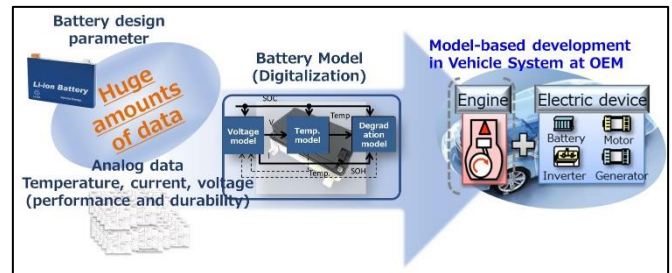 Battery design
parameter
Li-ion Battery
Huge
amounts
of data
Analog data
Temperature, current, voltage
(performance and durability)
Battery Model
(Digitalization)
SOC
V
Temp
Voltage
model
Temp.
model
Degrad
ation
model
Temp.
SOH
Model-based development
in Vehicle System at OEM
Engine
Electric device
Battery
Motor
Inverter
Generator